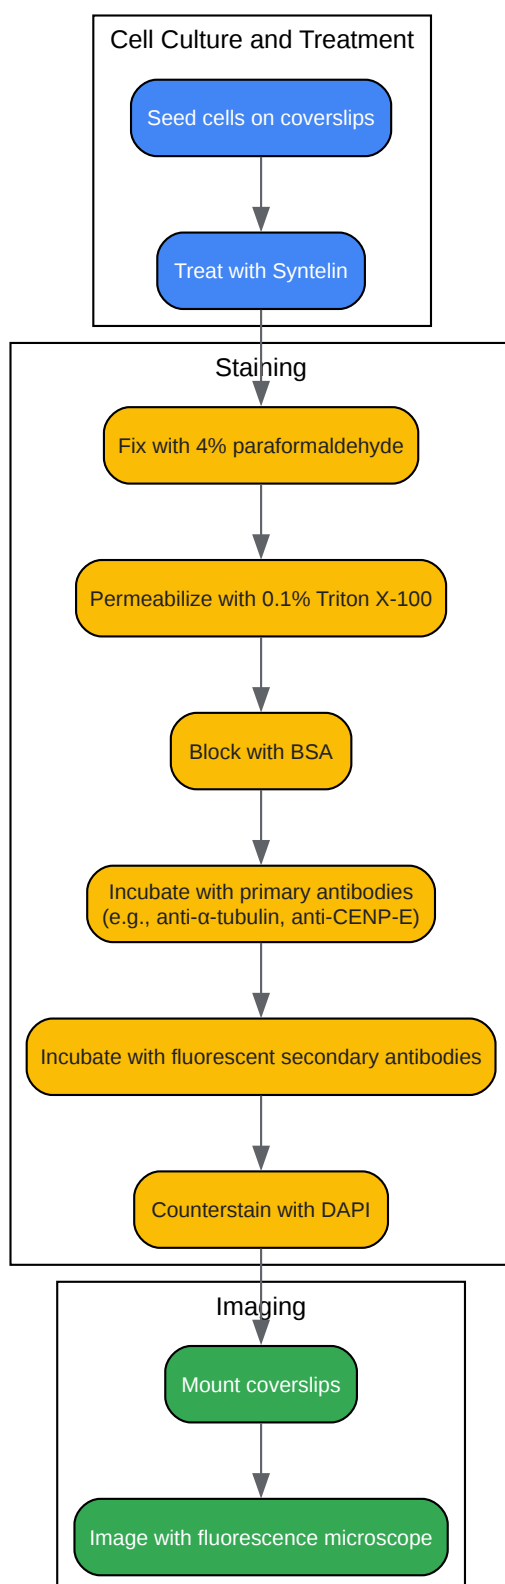 Cell Culture and Treatment
Seed cells on coverslips
Treat with Syntelin
Staining
Fix with 4% paraformaldehyde
Permeabilize with 0.1% Triton X-100
Block with BSA
Incubate with primary antibodies
(e.g., anti-α-tubulin, anti-CENP-E)
Incubate with fluorescent secondary antibodies
Counterstain with DAPI
Imaging
Mount coverslips
Image with fluorescence microscope